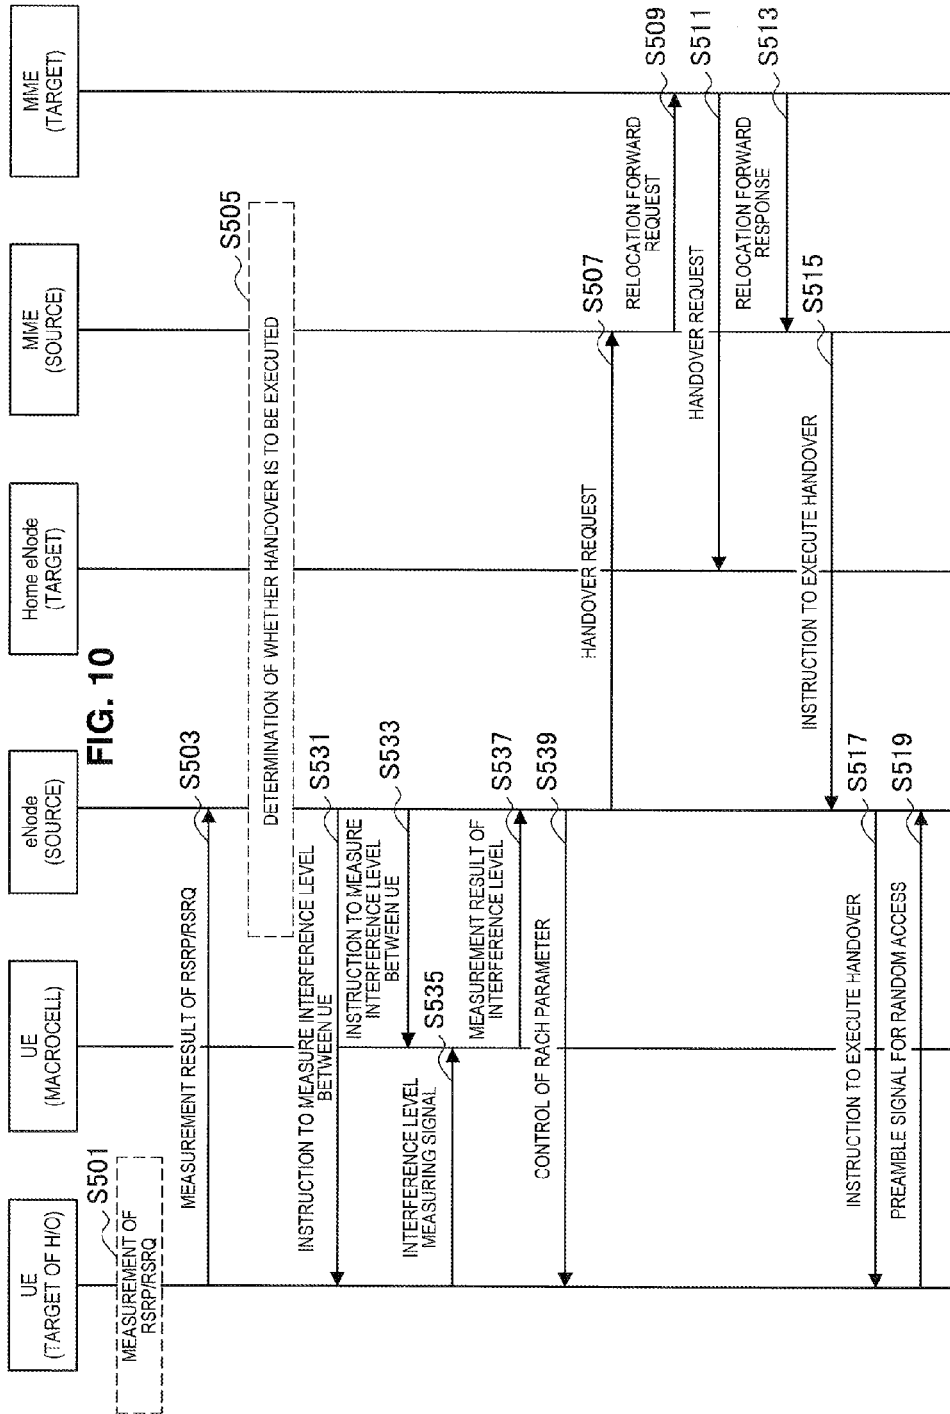 FIG. 10
UE
(TARGET OF H/O)
UE
(MACROCELL)
eNode
(SOURCE)
Home eNode
(TARGET)
MME
(SOURCE)
MME
(TARGET)
MEASUREMENT OF
RSRP/RSRQ
S501
MEASUREMENT RESULT OF RSRP/RSRQ
S503
DETERMINATION OF WHETHER HANDOVER IS TO BE EXECUTED
S505
INSTRUCTION TO MEASURE INTERFERENCE LEVEL
BETWEEN UE
S531
INSTRUCTION TO MEASURE
INTERFERENCE LEVEL
BETWEEN UE
S533
INTERFERENCE LEVEL
MEASURING SIGNAL
S535
MEASUREMENT RESULT OF
INTERFERENCE LEVEL
S537
CONTROL OF RACH PARAMETER
S539
HANDOVER REQUEST
S507
RELOCATION FORWARD
REQUEST
S509
HANDOVER REQUEST
S511
RELOCATION FORWARD
RESPONSE
S513
INSTRUCTION TO EXECUTE HANDOVER
S515
INSTRUCTION TO EXECUTE HANDOVER
S517
PREAMBLE SIGNAL FOR RANDOM ACCESS
S519